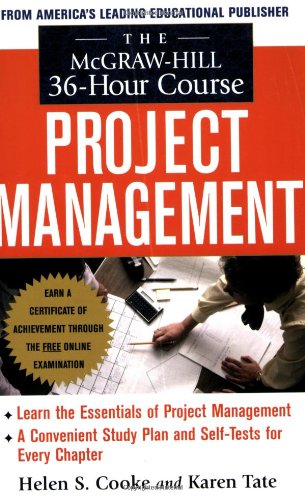 FROM AMERICA'S LEADING EDUCATIONAL PUBLISHER
THE
MCGRAW-HILL
36-Hour Course
PROJECT
MANAGEMENT
EARN A
CERTIFICATE OF
ACHIEVEMENT THROUGH
THE FREE ONLINE
EXAMINATION
Learn the Essentials of Project Management
A Convenient Study Plan and Self-Tests for
Every Chapter
Helen S. Cooke and Karen Tate